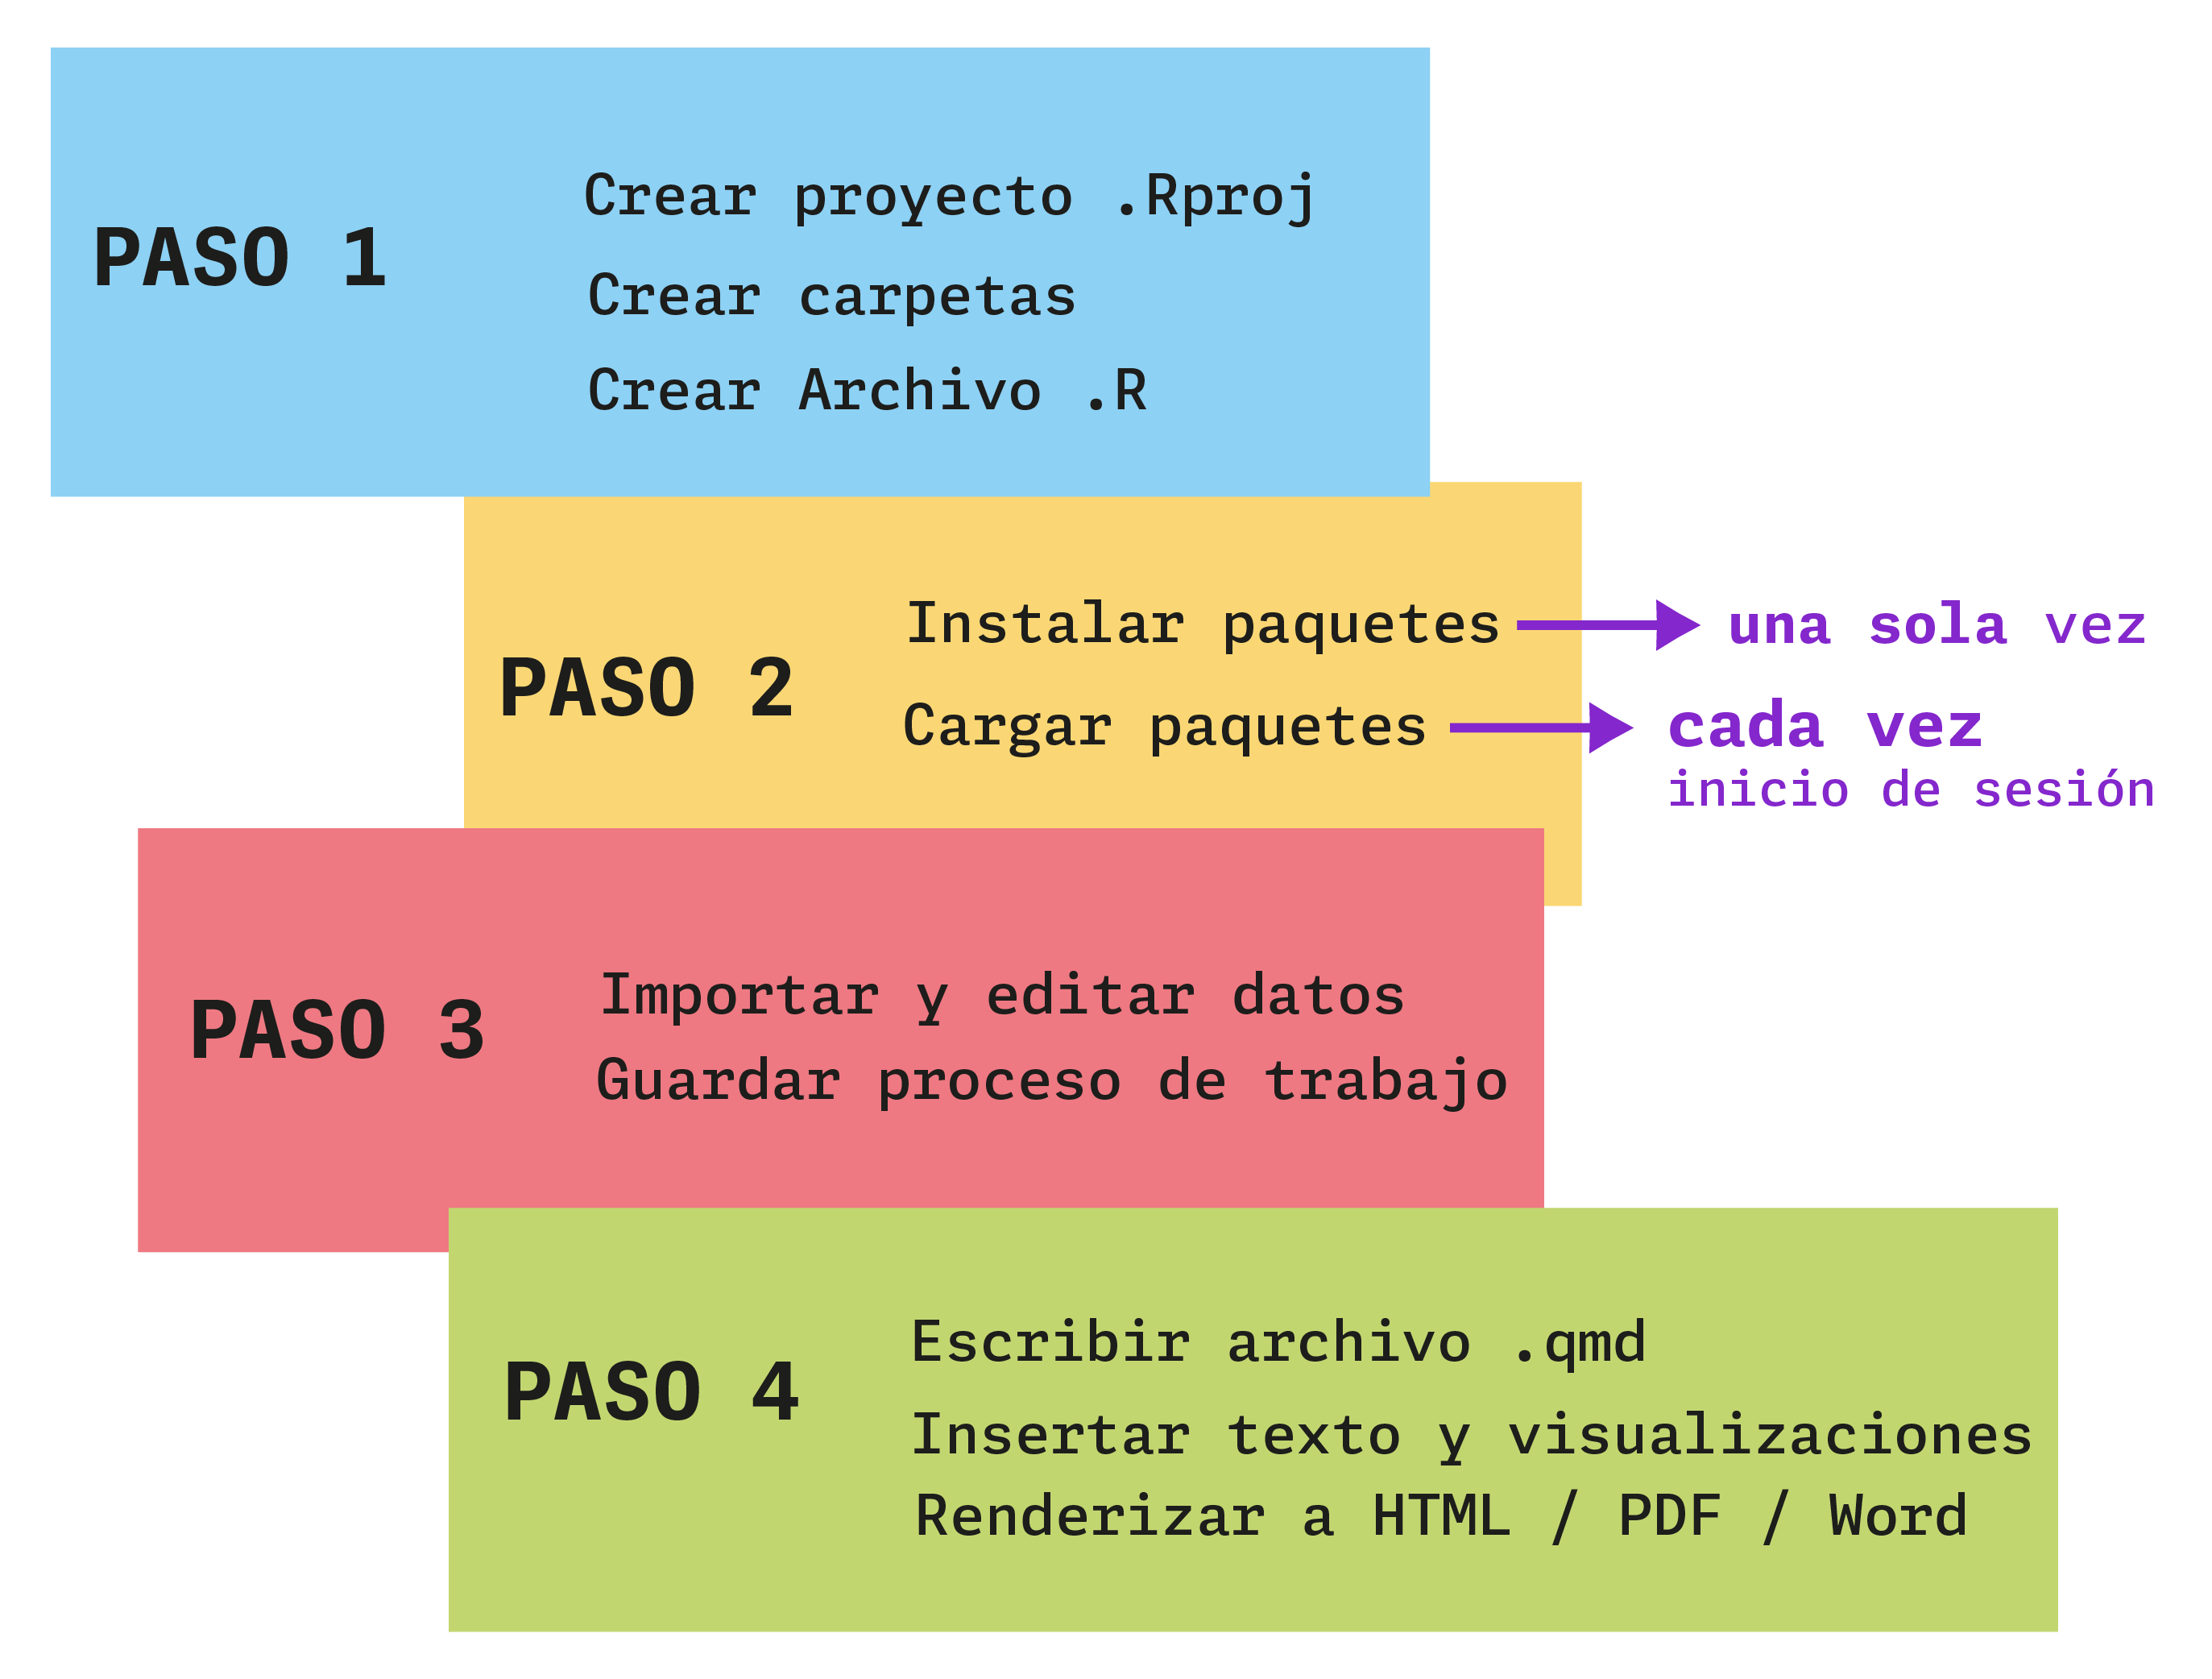 PASO 1
Crear proyecto .Rproj
Crear carpetas
Crear Archivo .R
PASO 2
Instalar paquetes
una sola vez
Cargar paquetes
cada vez
inicio de sesión
PASO 3
Importar y editar datos
Guardar proceso de trabajo
PASO 4
Escribir archivo .qmd
Insertar texto y visualizaciones
Renderizar a HTML / PDF / Word